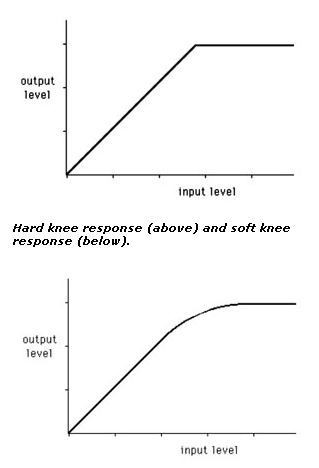 output
level
input level
Hard knee response (above) and soft knee
response (below).
output
level
input level